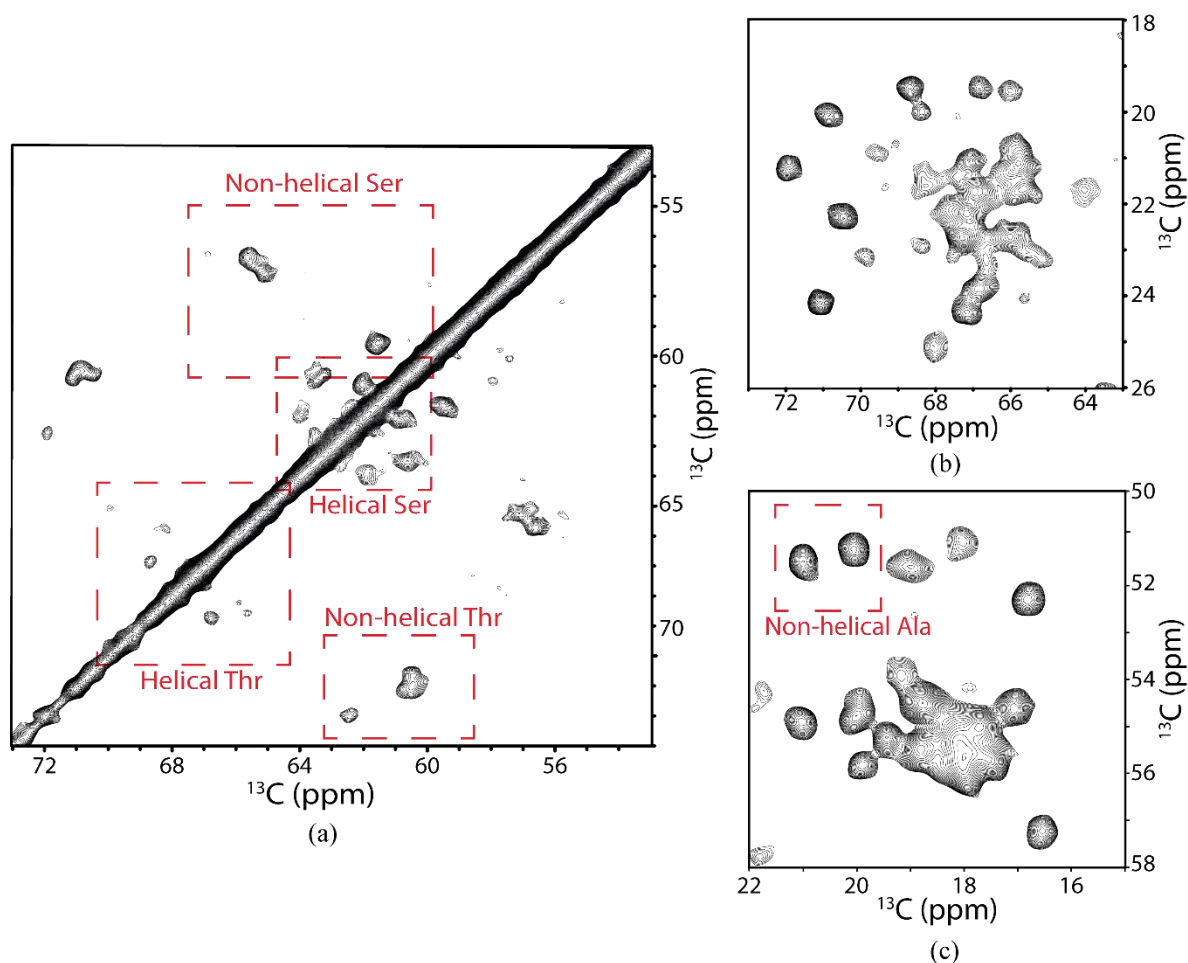 Non-helical Ser
Helical Ser
Helical Thr
Non-helical Thr
55
60
65
70
¹³C (ppm)
72
68
64
60
56
¹³C (ppm)
(a)
18
20
22
24
26
¹³C (ppm)
72
70
68
66
64
¹³C (ppm)
(b)
Non-helical Ala
50
52
54
56
58
¹³C (ppm)
22
20
18
16
¹³C (ppm)
(c)